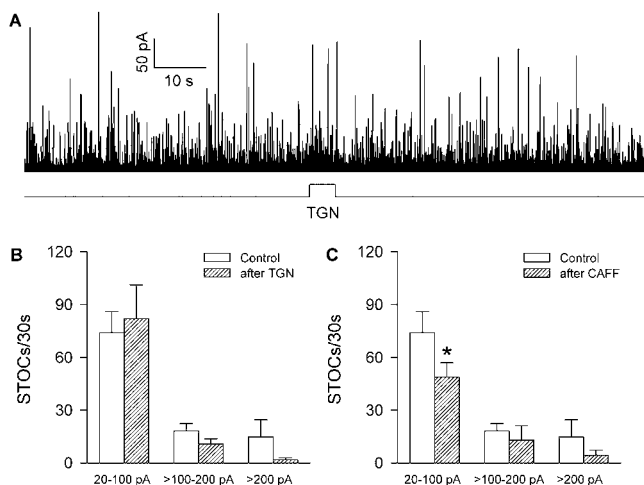 A
50 pA
10 s
TGN
B
120
90
60
30
0
STOCs/30s
Control
after TGN
20-100 pA >100-200 pA >200 pA
C
120
90
60
30
0
STOCs/30s
Control
after CAFF
*
20-100 pA >100-200 pA >200 pA